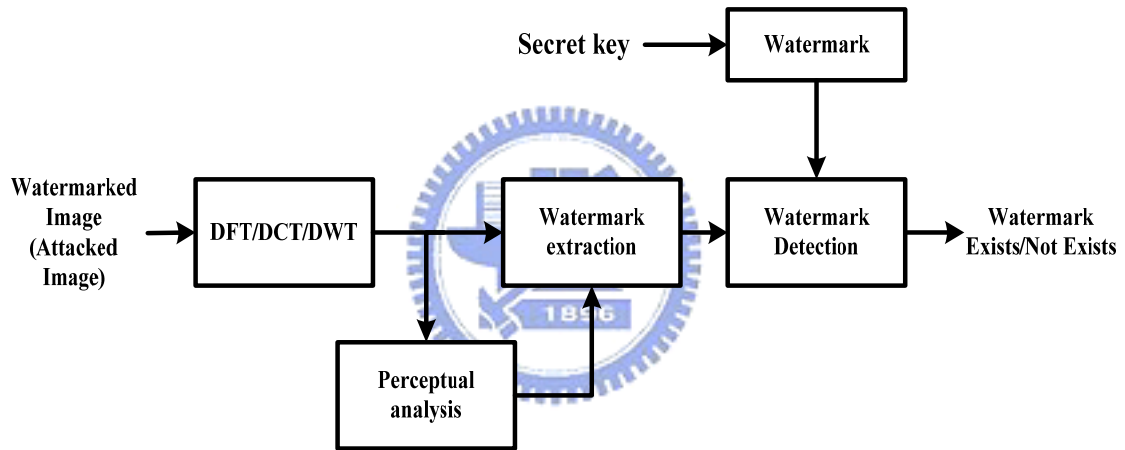 Secret key
Watermark
Watermarked
Image
(Attacked
Image)
DFT/DCT/DWT
Watermark
extraction
Watermark
Detection
Watermark
Exists/Not Exists
1896
Perceptual
analysis